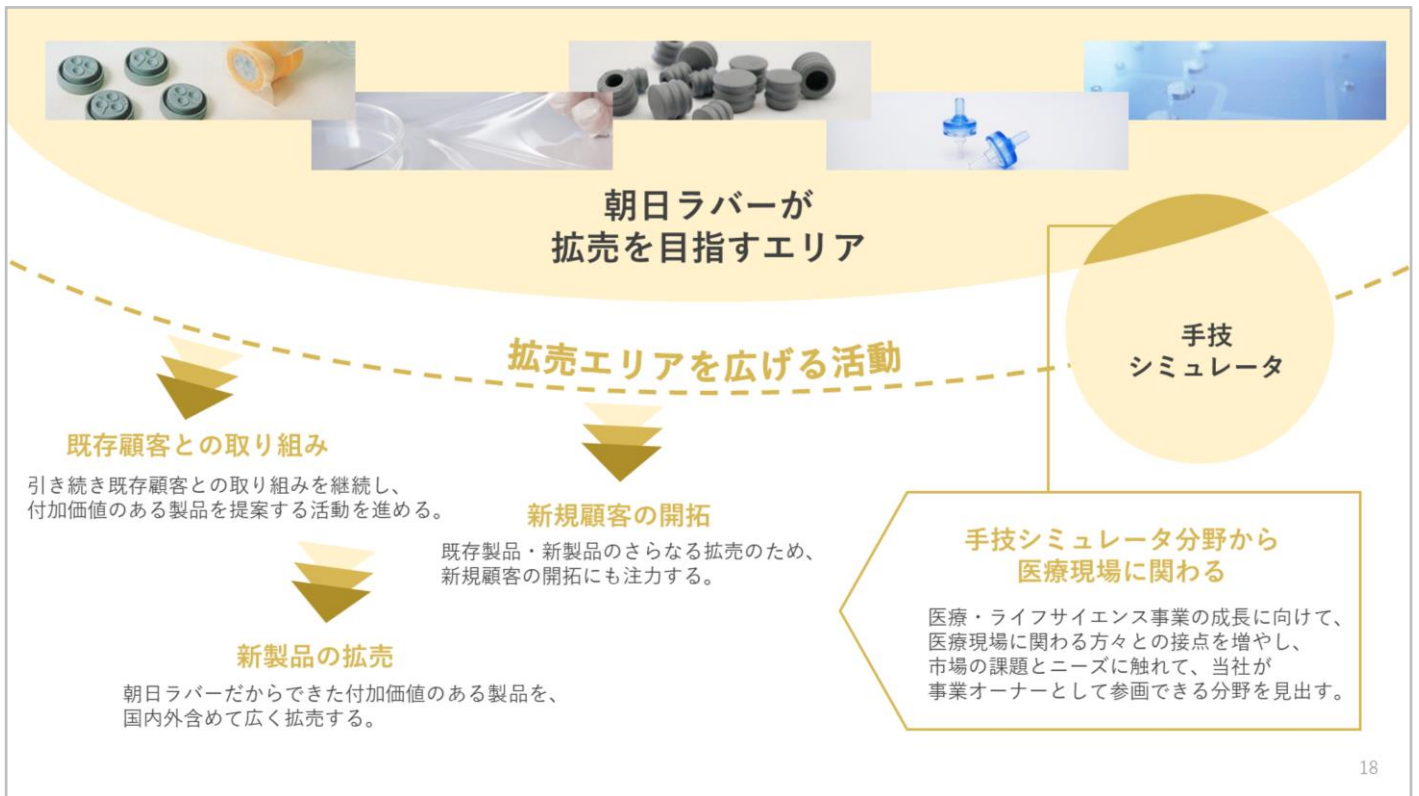 朝日ラバーが
拡売を目指すエリア
手技
シミュレータ
拡売エリアを広げる活動
既存顧客との取り組み
引き続き既存顧客との取り組みを継続し、
付加価値のある製品を提案する活動を進める。
新規顧客の開拓
既存製品・新製品のさらなる拡売のため、
新規顧客の開拓にも注力する。
新製品の拡売
朝日ラバーだからできた付加価値のある製品を、
国内外含めて広く拡売する。
手技シミュレータ分野から
医療現場に関わる
医療・ライフサイエンス事業の成長に向けて、
医療現場に関わる方々との接点を増やし、
市場の課題とニーズに触れて、当社が
事業オーナーとして参画できる分野を見出す。
18